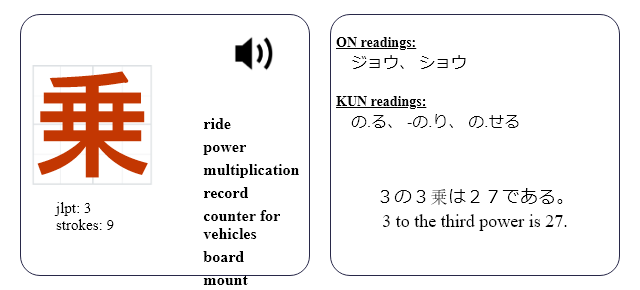 乗
jlpt: 3
strokes: 9
ride
power
multiplication
record
counter for
vehicles
board
mount
ON readings:
ジョウ、 ショウ
KUN readings:
の.る、 -の.り、 の.せる
３の３乗は２７である。
3 to the third power is 27.